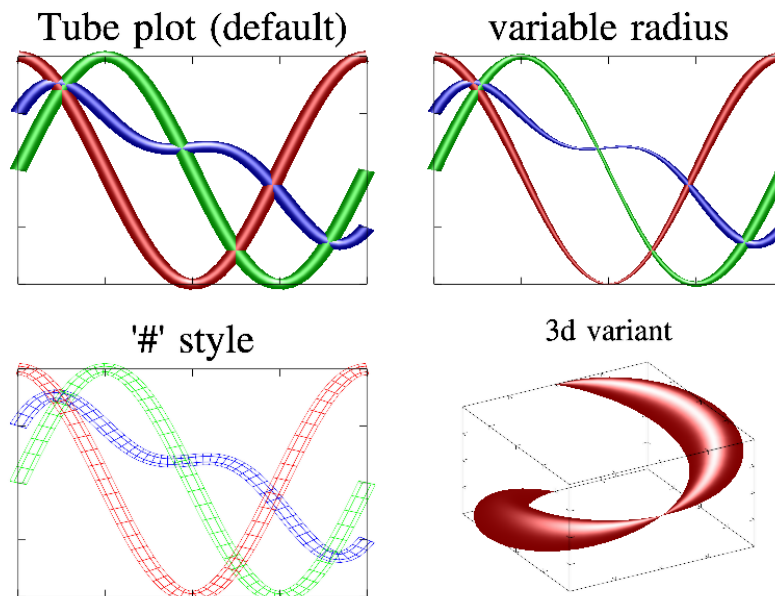 Tube plot (default)
variable radius
'#' style
3d variant